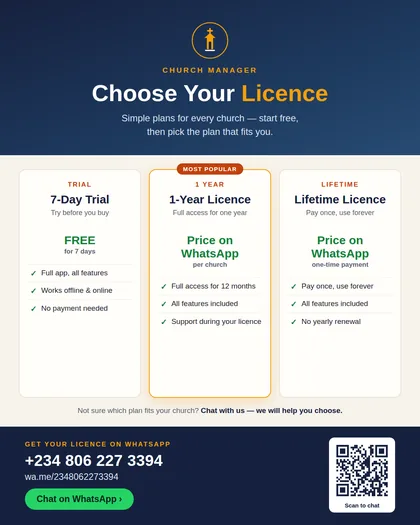 CHURCH MANAGER
Choose Your Licence
Simple plans for every church — start free,
then pick the plan that fits you.
TRIAL
7-Day Trial
Try before you buy
FREE
for 7 days
✓ Full app, all features
✓ Works offline & online
✓ No payment needed
MOST POPULAR
1 YEAR
1-Year Licence
Full access for one year
Price on
WhatsApp
per church
✓ Full access for 12 months
✓ All features included
✓ Support during your licence
LIFETIME
Lifetime Licence
Pay once, use forever
Price on
WhatsApp
one-time payment
✓ Pay once, use forever
✓ All features included
✓ No yearly renewal
Not sure which plan fits your church? Chat with us — we will help you choose.
GET YOUR LICENCE ON WHATSAPP
+234 806 227 3394
wa.me/2348062273394
Chat on WhatsApp ›
Scan to chat